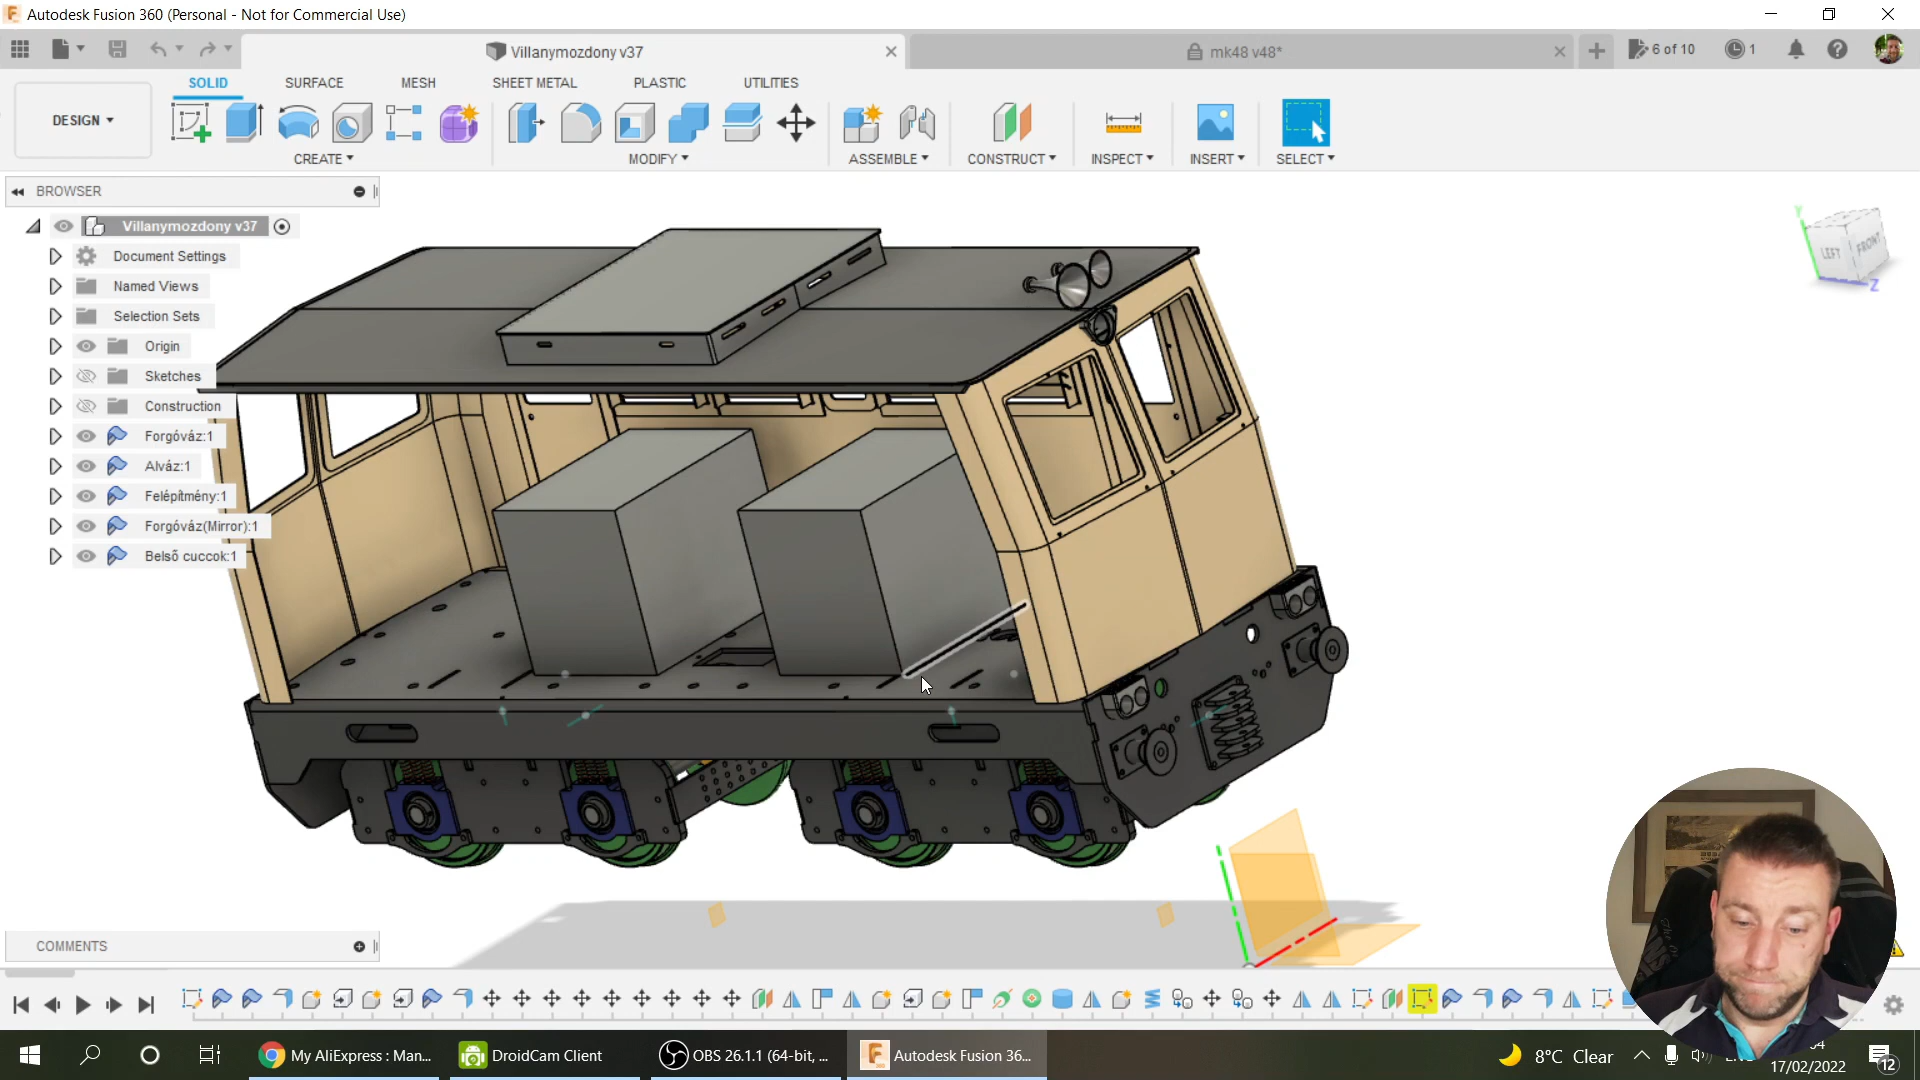 Autodesk Fusion 360 (Personal - Not for Commercial Use)
Villanymozdony v37
mk48 v48*
6 of 10
1
DESIGN
SOLID
SURFACE
MESH
SHEET METAL
PLASTIC
UTILITIES
CREATE
MODIFY
ASSEMBLE
CONSTRUCT
INSPECT
INSERT
SELECT
BROWSER
Villanymozdony v37
Document Settings
Named Views
Selection Sets
Origin
Sketches
Construction
Forgóváz:1
Alváz:1
Felépítmény:1
Forgóváz(Mirror):1
Belső cuccok:1
Y
LEFT
FRONT
Z
COMMENTS
My AliExpress : Man...
DroidCam Client
OBS 26.1.1 (64-bit, ...
Autodesk Fusion 36...
8°C Clear
17/02/2022
12